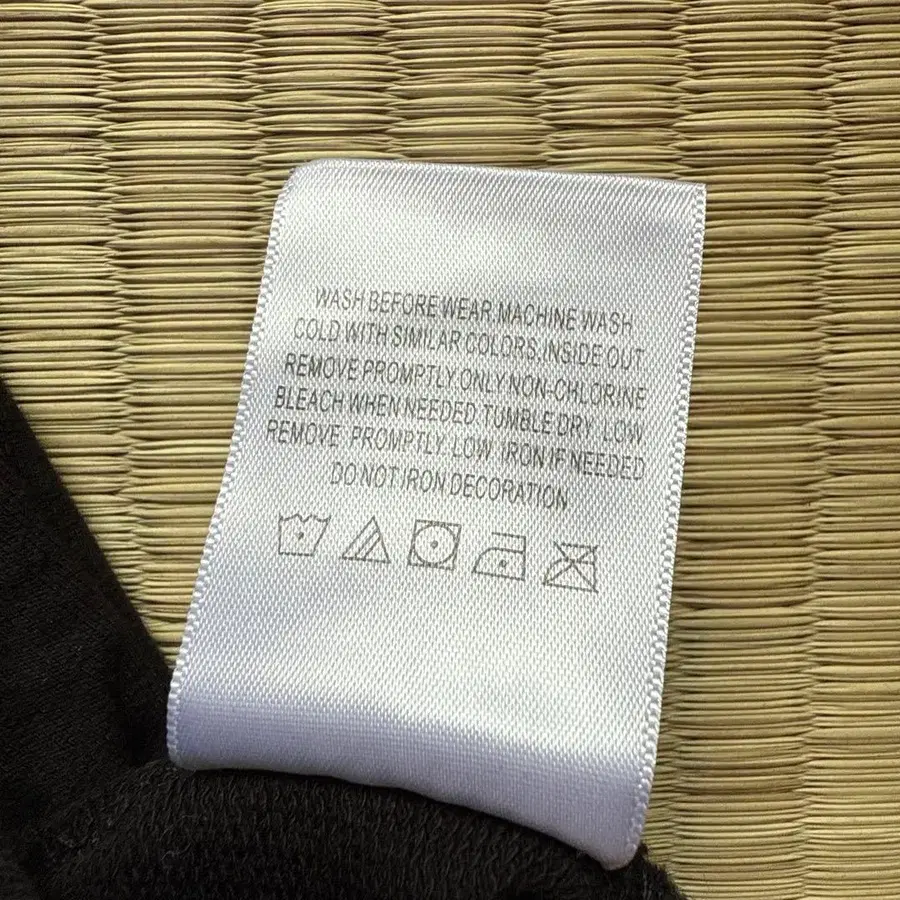 WASH BEFORE WEAR.MACHINE WASH
COLD WITH SIMILAR COLORS.INSIDE OUT
REMOVE PROMPTLY.ONLY NON-CHLORINE
BLEACH WHEN NEEDED.TUMBLE DRY LOW
REMOVE PROMPTLY. LOW IRON IF NEEDED
DO NOT IRON DECORATION